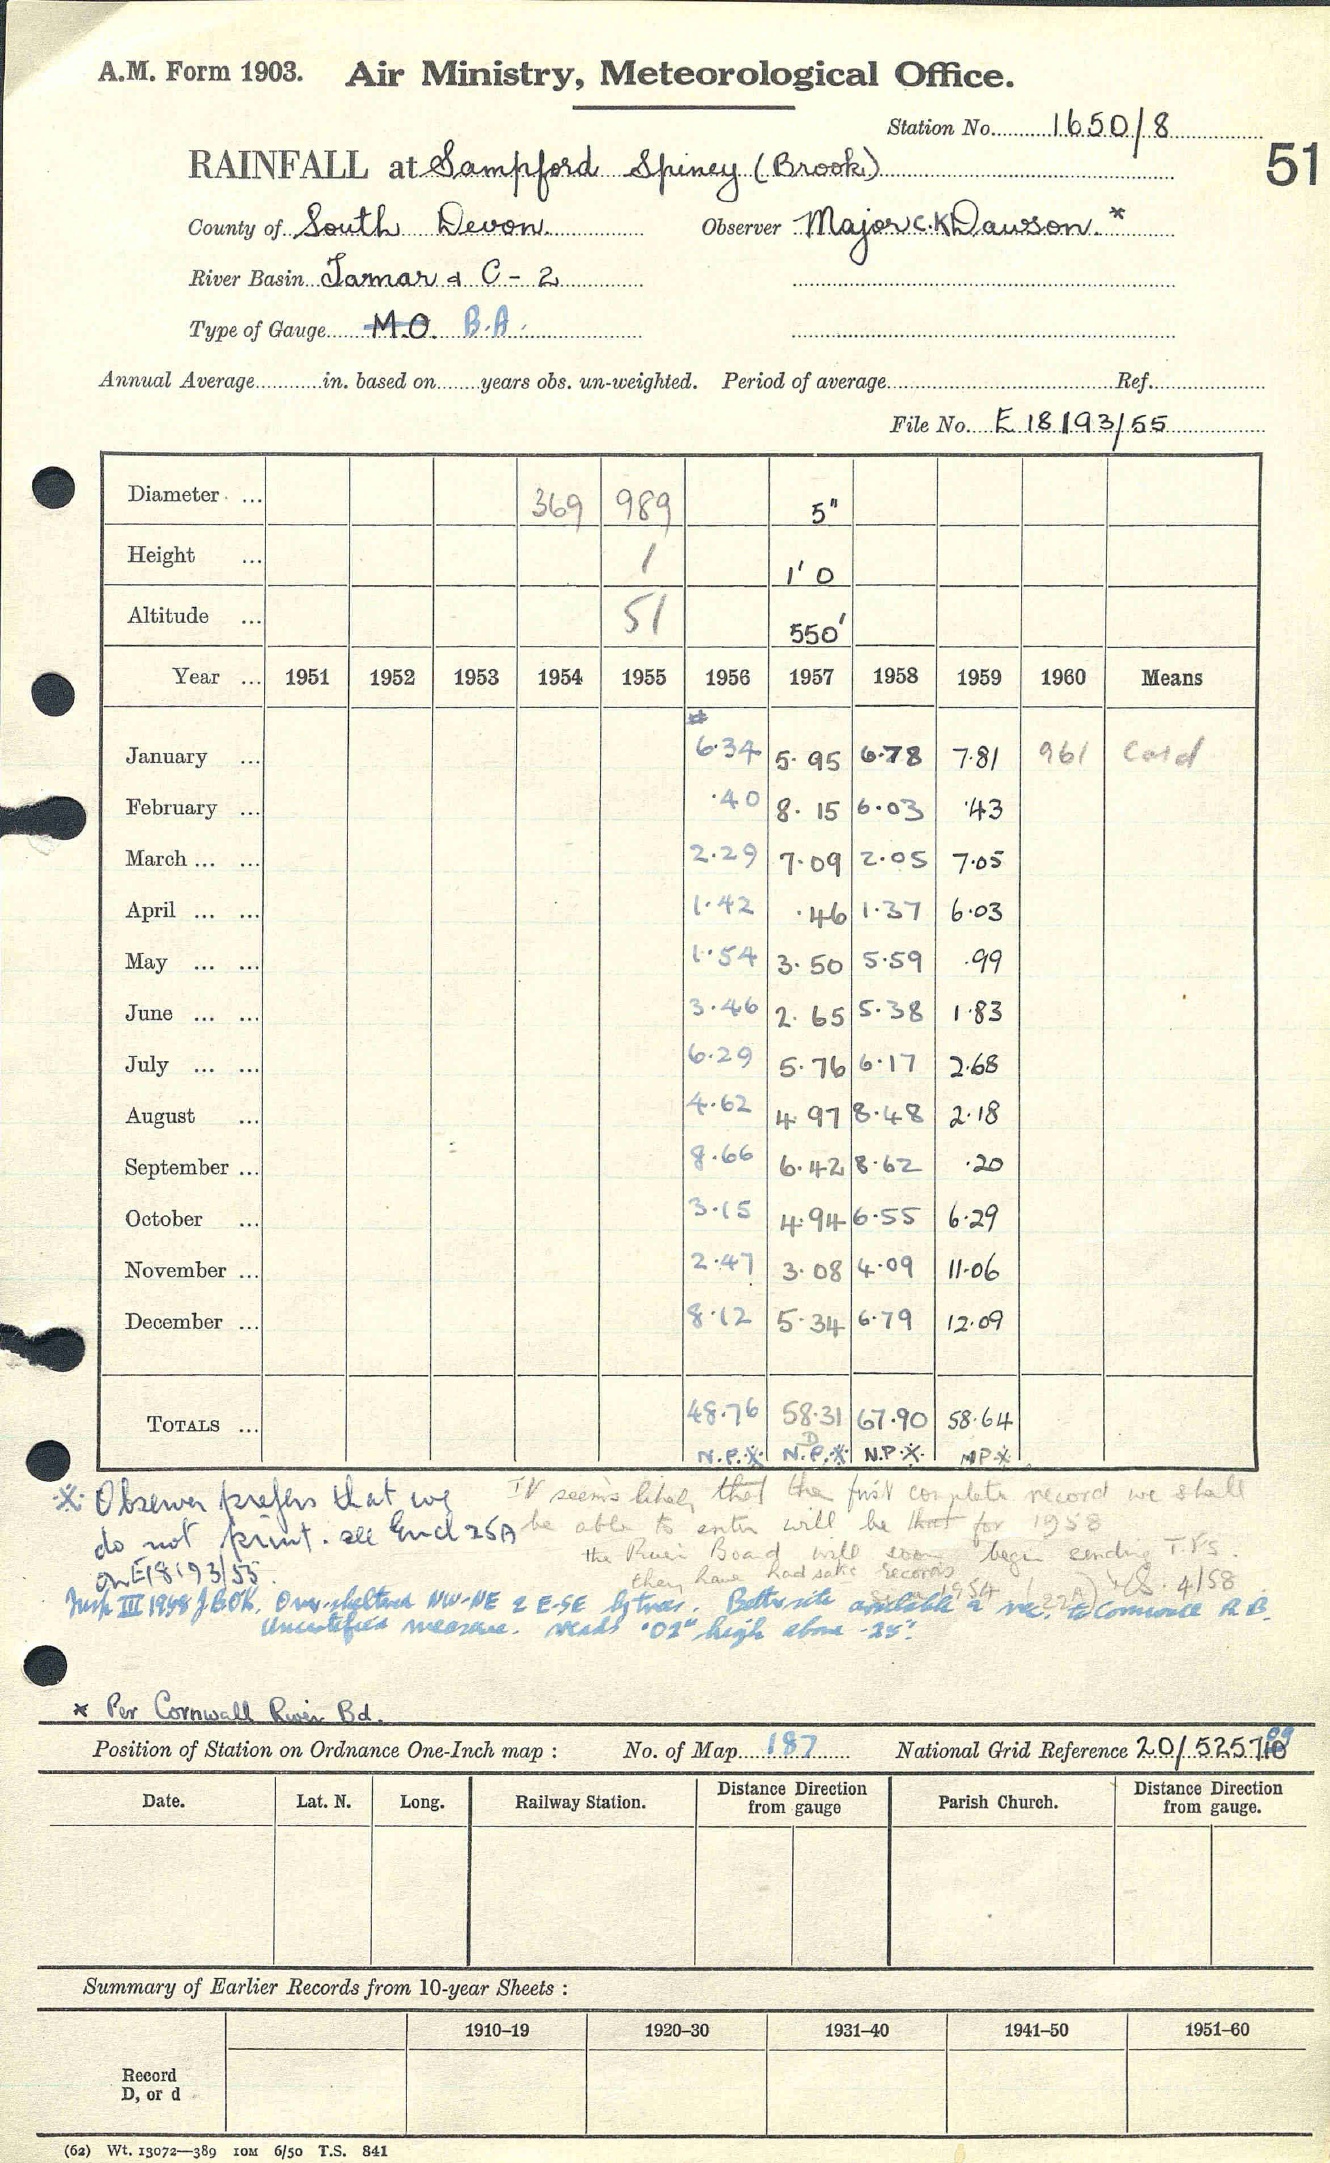 A.M. Form 1903. Air Ministry, Meteorological Office.
Station No. 1650/8
51
RAINFALL at Sampford Spiney (Brook)
County of South Devon. Observer Major C.K Dawson. *
River Basin Tamar & C - 2
Type of Gauge M.O. B.A.
Annual Average in. based on years obs. un-weighted. Period of average Ref.
File No. E 18193/55
Diameter ... 369 989 5"
Height ... 1 1' 0
Altitude ... 51 550'
Year ... 1951 1952 1953 1954 1955 1956 1957 1958 1959 1960 Means
January ... 6.34 5.95 6.78 7.81 961 Card
February ... .40 8.15 6.03 .43
March ... ... 2.29 7.09 2.05 7.05
April ... ... 1.42 .46 1.37 6.03
May ... ... 1.54 3.50 5.59 .99
June ... ... 3.46 2.65 5.38 1.83
July ... ... 6.29 5.76 6.17 2.68
August ... 4.62 4.97 8.48 2.18
September ... 8.66 6.42 8.62 .20
October ... 3.15 4.94 6.55 6.29
November ... 2.47 3.08 4.09 11.06
December ... 8.12 5.34 6.79 12.09
TOTALS ... 48.76 58.31 67.90 58.64
D
N.P.※ N.P.※ N.P.※ NP※
※ Observer prefers that we
do not print. see Encl 25A
on E18193/55.
It seems likely that the first complete record we shall
be able to enter will be that for 1958
the River Board will soon begin sending
they have had records
since 1954 (22A) 4/58
Insp III 1958 J.BOK. Over-sheltered NW-NE & E-SE by trees. Better site available & rec. to Cornwall R.B.
Uncertified measure. reads .02" high above .25".
* Per Cornwall River Bd.
Position of Station on Ordnance One-Inch map : No. of Map 187 National Grid Reference 20/525710
Date. Lat. N. Long. Railway Station. Distance Direction from gauge Parish Church. Distance Direction from gauge.
Summary of Earlier Records from 10-year Sheets :
1910–19 1920–30 1931–40 1941–50 1951–60
Record
D, or d
(62) Wt. 13072—389 10M 6/50 T.S. 841